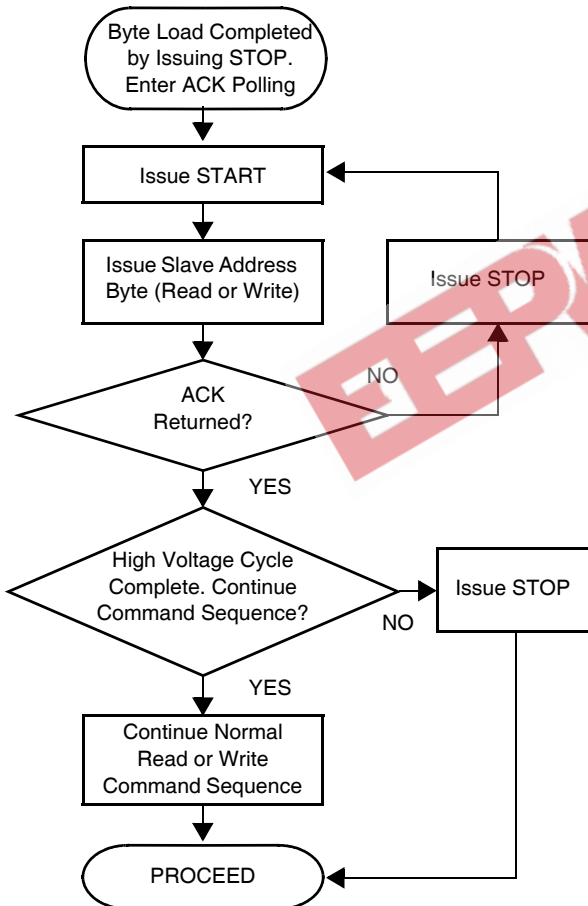 Byte Load Completed
by Issuing STOP.
Enter ACK Polling
Issue START
Issue Slave Address
Byte (Read or Write)
Issue STOP
ACK
Returned?
NO
YES
High Voltage Cycle
Complete. Continue
Command Sequence?
Issue STOP
NO
YES
Continue Normal
Read or Write
Command Sequence
PROCEED